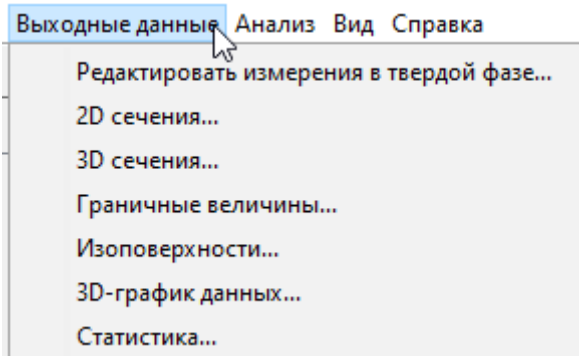 Выходные данные Анализ Вид Справка
Редактировать измерения в твердой фазе...
2D сечения...
3D сечения...
Граничные величины...
Изоповерхности...
3D-график данных...
Статистика...